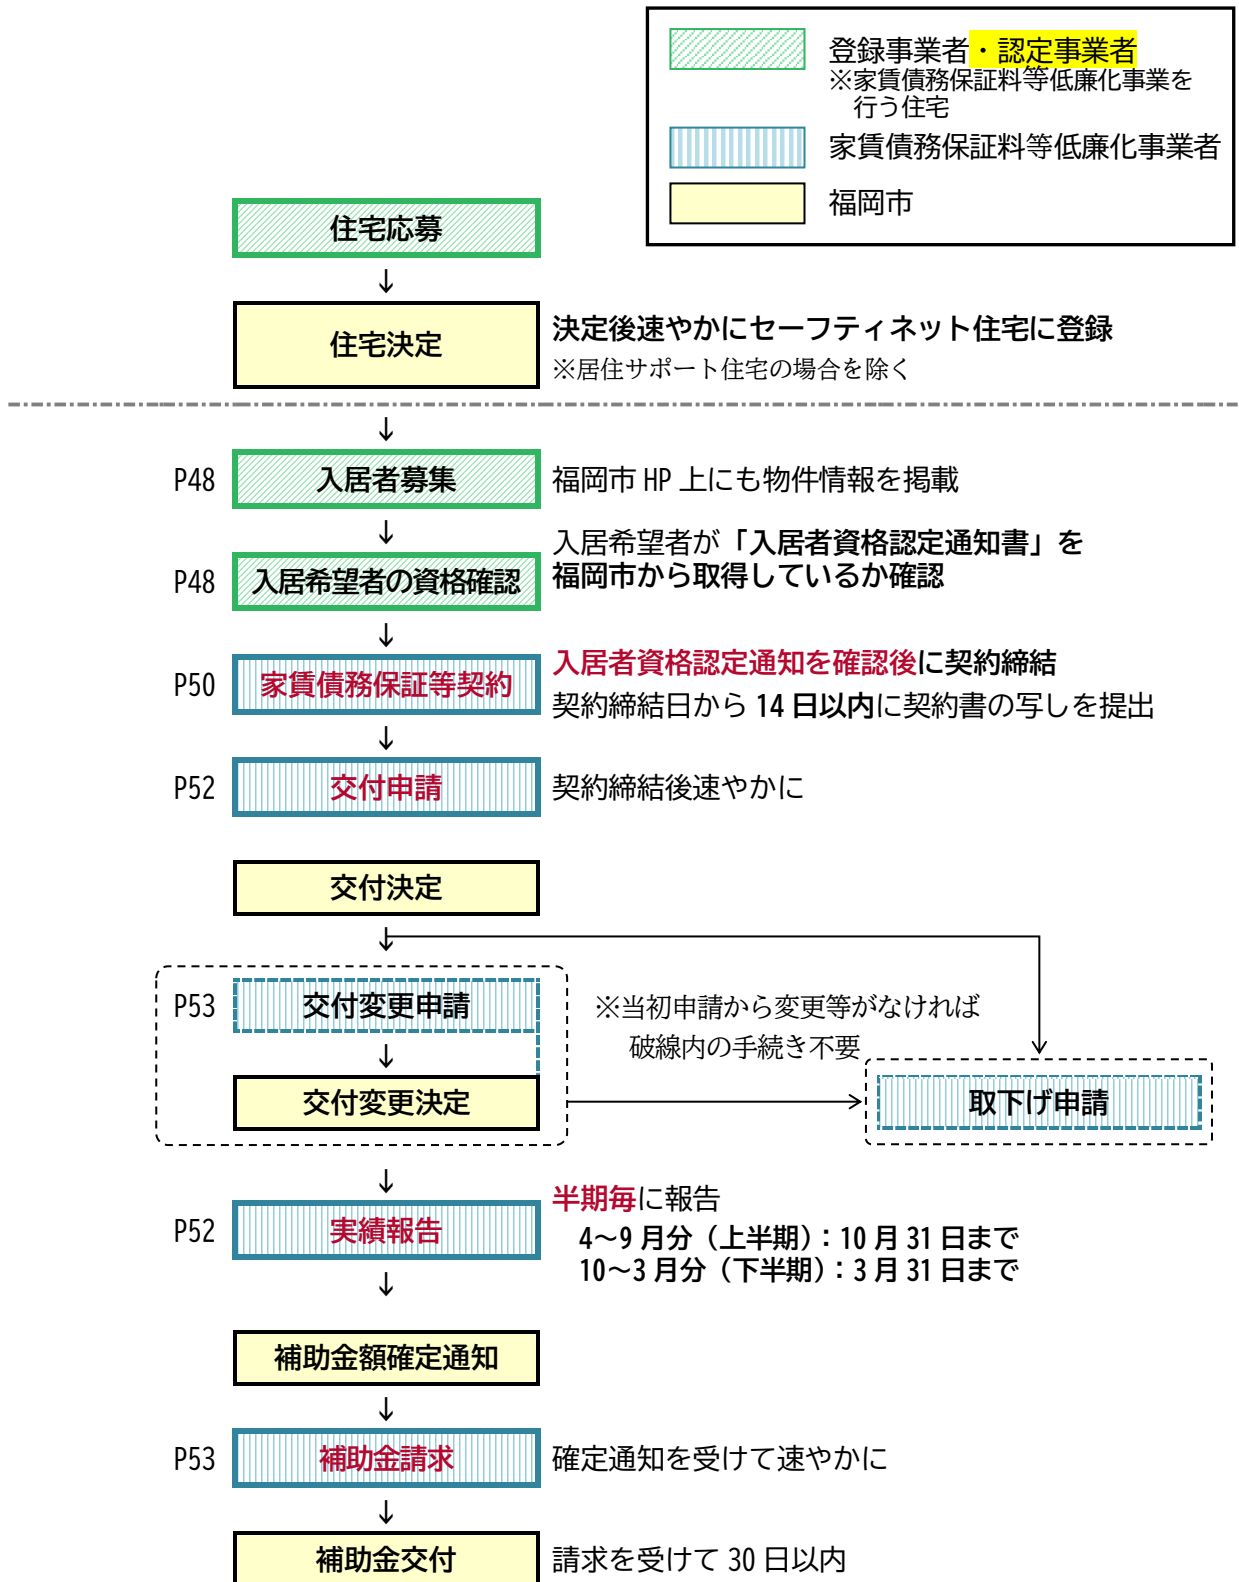 登録事業者・認定事業者
※家賃債務保証料等低廉化事業を
行う住宅
家賃債務保証料等低廉化事業者
福岡市
住宅応募
↓
住宅決定
決定後速やかにセーフティネット住宅に登録
※居住サポート住宅の場合を除く
↓
P48
入居者募集
福岡市 HP 上にも物件情報を掲載
↓
P48
入居希望者の資格確認
入居希望者が「入居者資格認定通知書」を
福岡市から取得しているか確認
↓
P50
家賃債務保証等契約
入居者資格認定通知を確認後に契約締結
契約締結日から 14 日以内に契約書の写しを提出
↓
P52
交付申請
契約締結後速やかに
交付決定
↓
P53
交付変更申請
※当初申請から変更等がなければ
破線内の手続き不要
↓
交付変更決定
取下げ申請
↓
P52
実績報告
半期毎に報告
4～9 月分（上半期）：10 月 31 日まで
10～3 月分（下半期）：3 月 31 日まで
↓
補助金額確定通知
↓
P53
補助金請求
確定通知を受けて速やかに
↓
補助金交付
請求を受けて 30 日以内